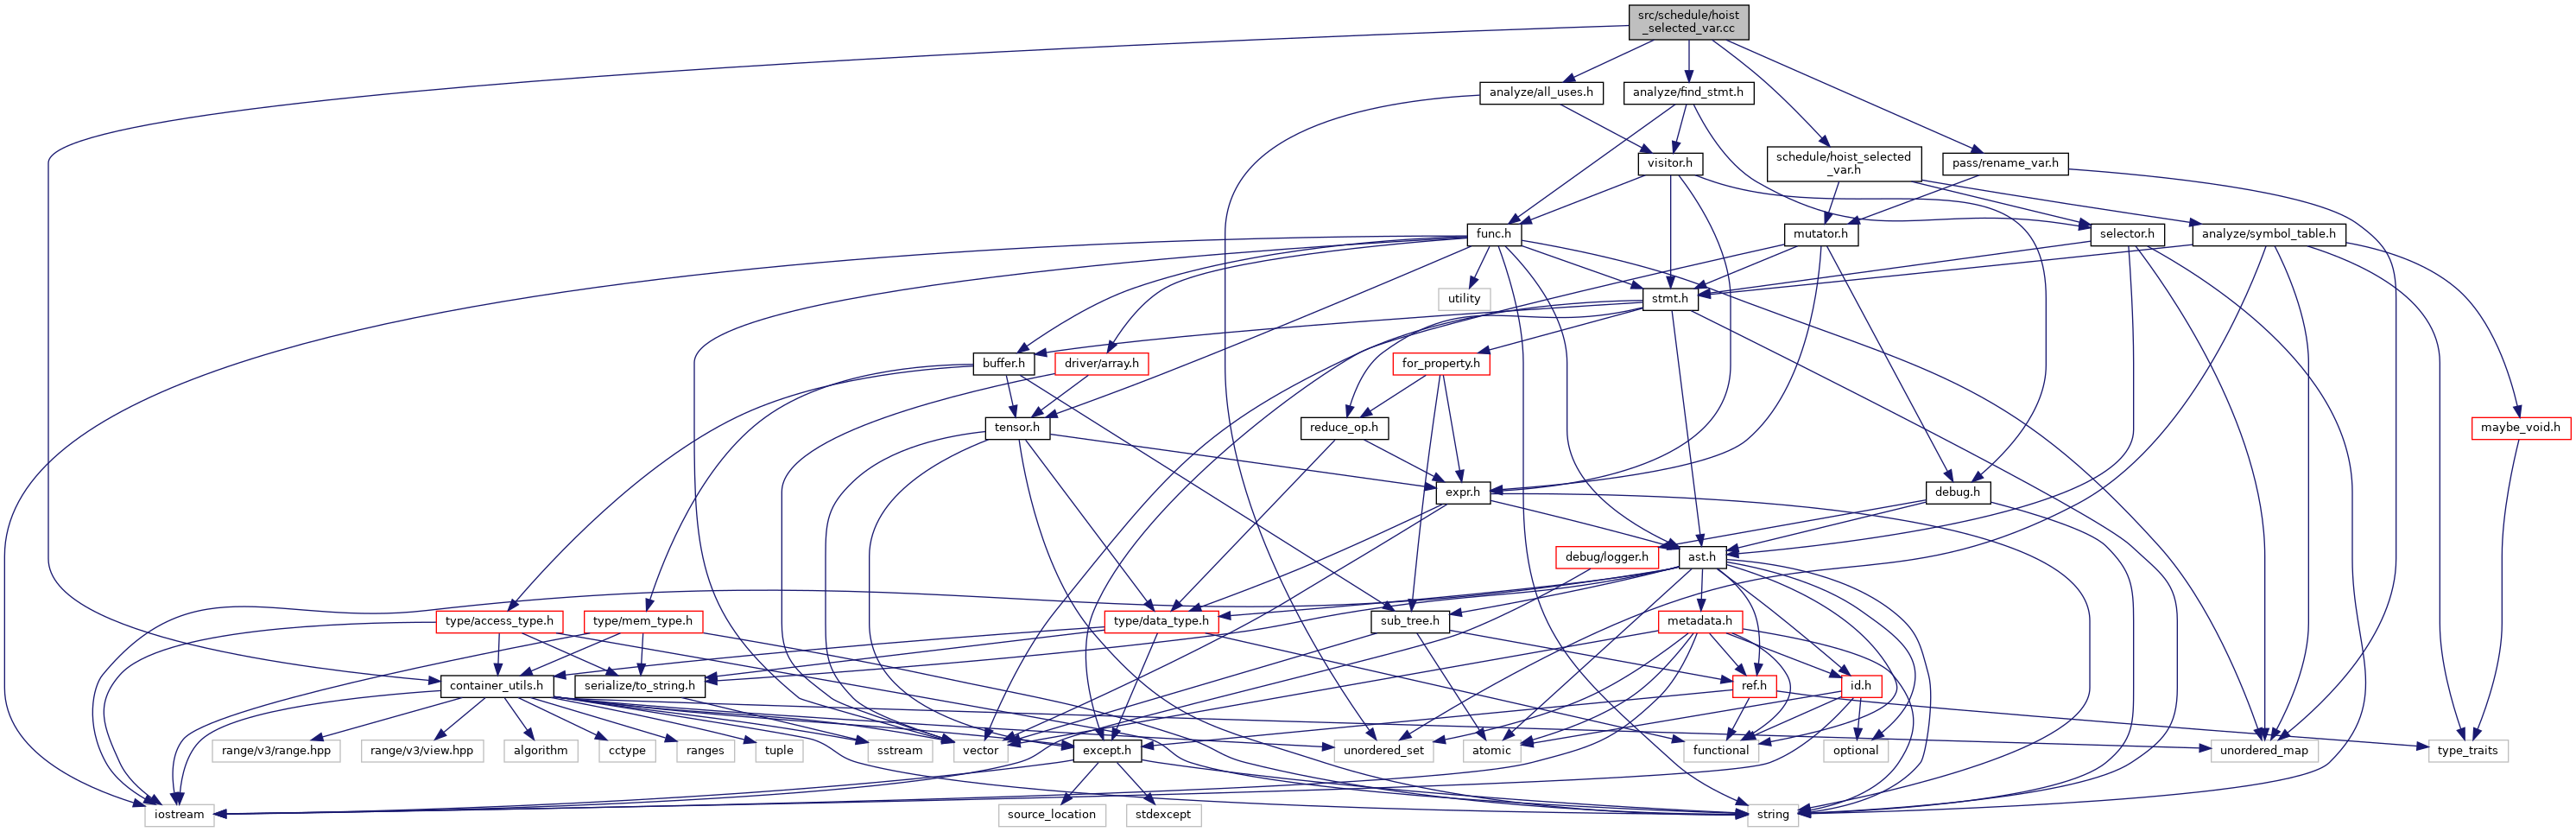 src/schedule/hoist
_selected_var.cc
analyze/all_uses.h
analyze/find_stmt.h
visitor.h
schedule/hoist_selected
_var.h
pass/rename_var.h
func.h
mutator.h
selector.h
analyze/symbol_table.h
utility
stmt.h
buffer.h
driver/array.h
for_property.h
tensor.h
reduce_op.h
maybe_void.h
expr.h
debug.h
debug/logger.h
ast.h
type/access_type.h
type/mem_type.h
type/data_type.h
sub_tree.h
metadata.h
container_utils.h
serialize/to_string.h
ref.h
id.h
range/v3/range.hpp
range/v3/view.hpp
algorithm
cctype
ranges
tuple
sstream
vector
except.h
unordered_set
atomic
functional
optional
unordered_map
type_traits
iostream
source_location
stdexcept
string